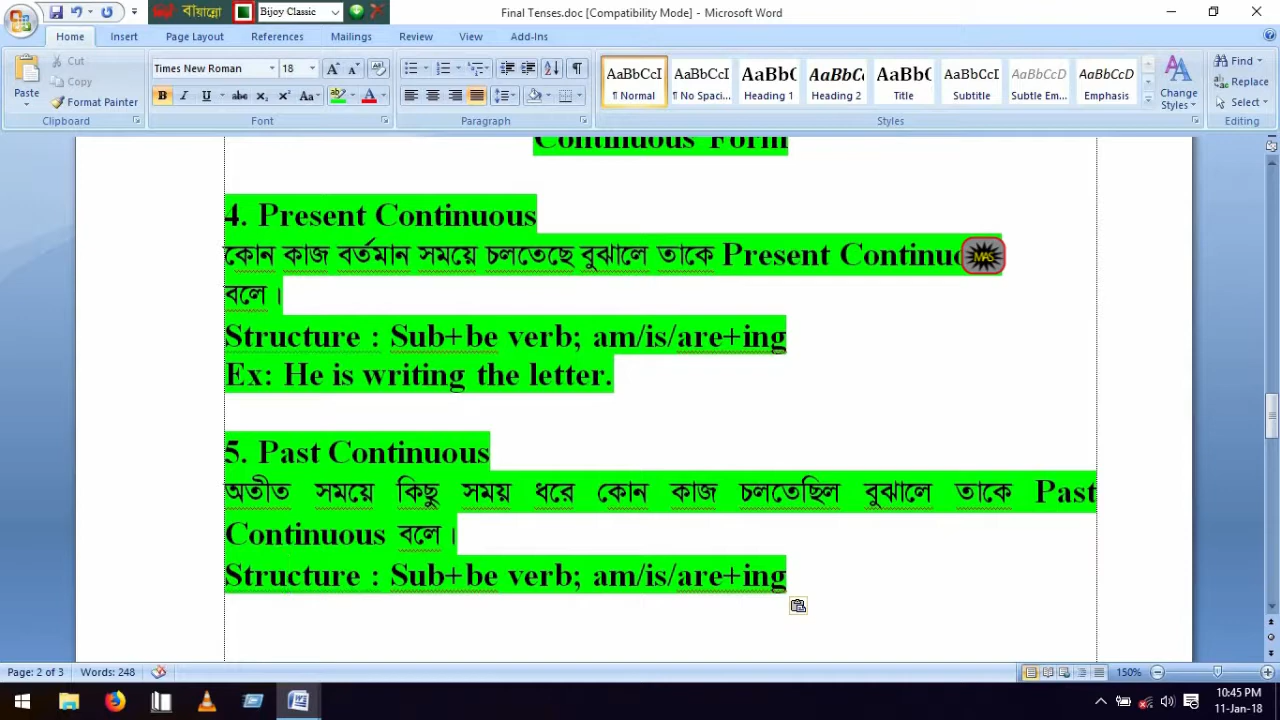 Final Tenses.doc [Compatibility Mode] - Microsoft Word
বাঁয়ান্নো Bijoy Classic
Home Insert Page Layout References Mailings Review View Add-Ins
Paste Cut Copy Format Painter Clipboard
Times New Roman 18 Font
Paragraph
AaBbCcI AaBbCcI AaBbC AaBbCc AaBbC AaBbCcI AaBbCcD AaBbCcD
¶ Normal ¶ No Spaci... Heading 1 Heading 2 Title Subtitle Subtle Em... Emphasis
Change Styles Styles
Find Replace Select Editing
Continuous Form
4. Present Continuous
কোন কাজ বর্তমান সময়ে চলতেছে বুঝালে তাকে Present
MAS
বলে।
Structure : Sub+be verb; am/is/are+ing
Ex: He is writing the letter.
5. Past Continuous
অতীত সময়ে কিছু সময় ধরে কোন কাজ চলতেছিল বুঝালে তাকে Past
Continuous বলে।
Structure : Sub+be verb; am/is/are+ing
Page: 2 of 3 Words: 248 150%
10:45 PM
11-Jan-18